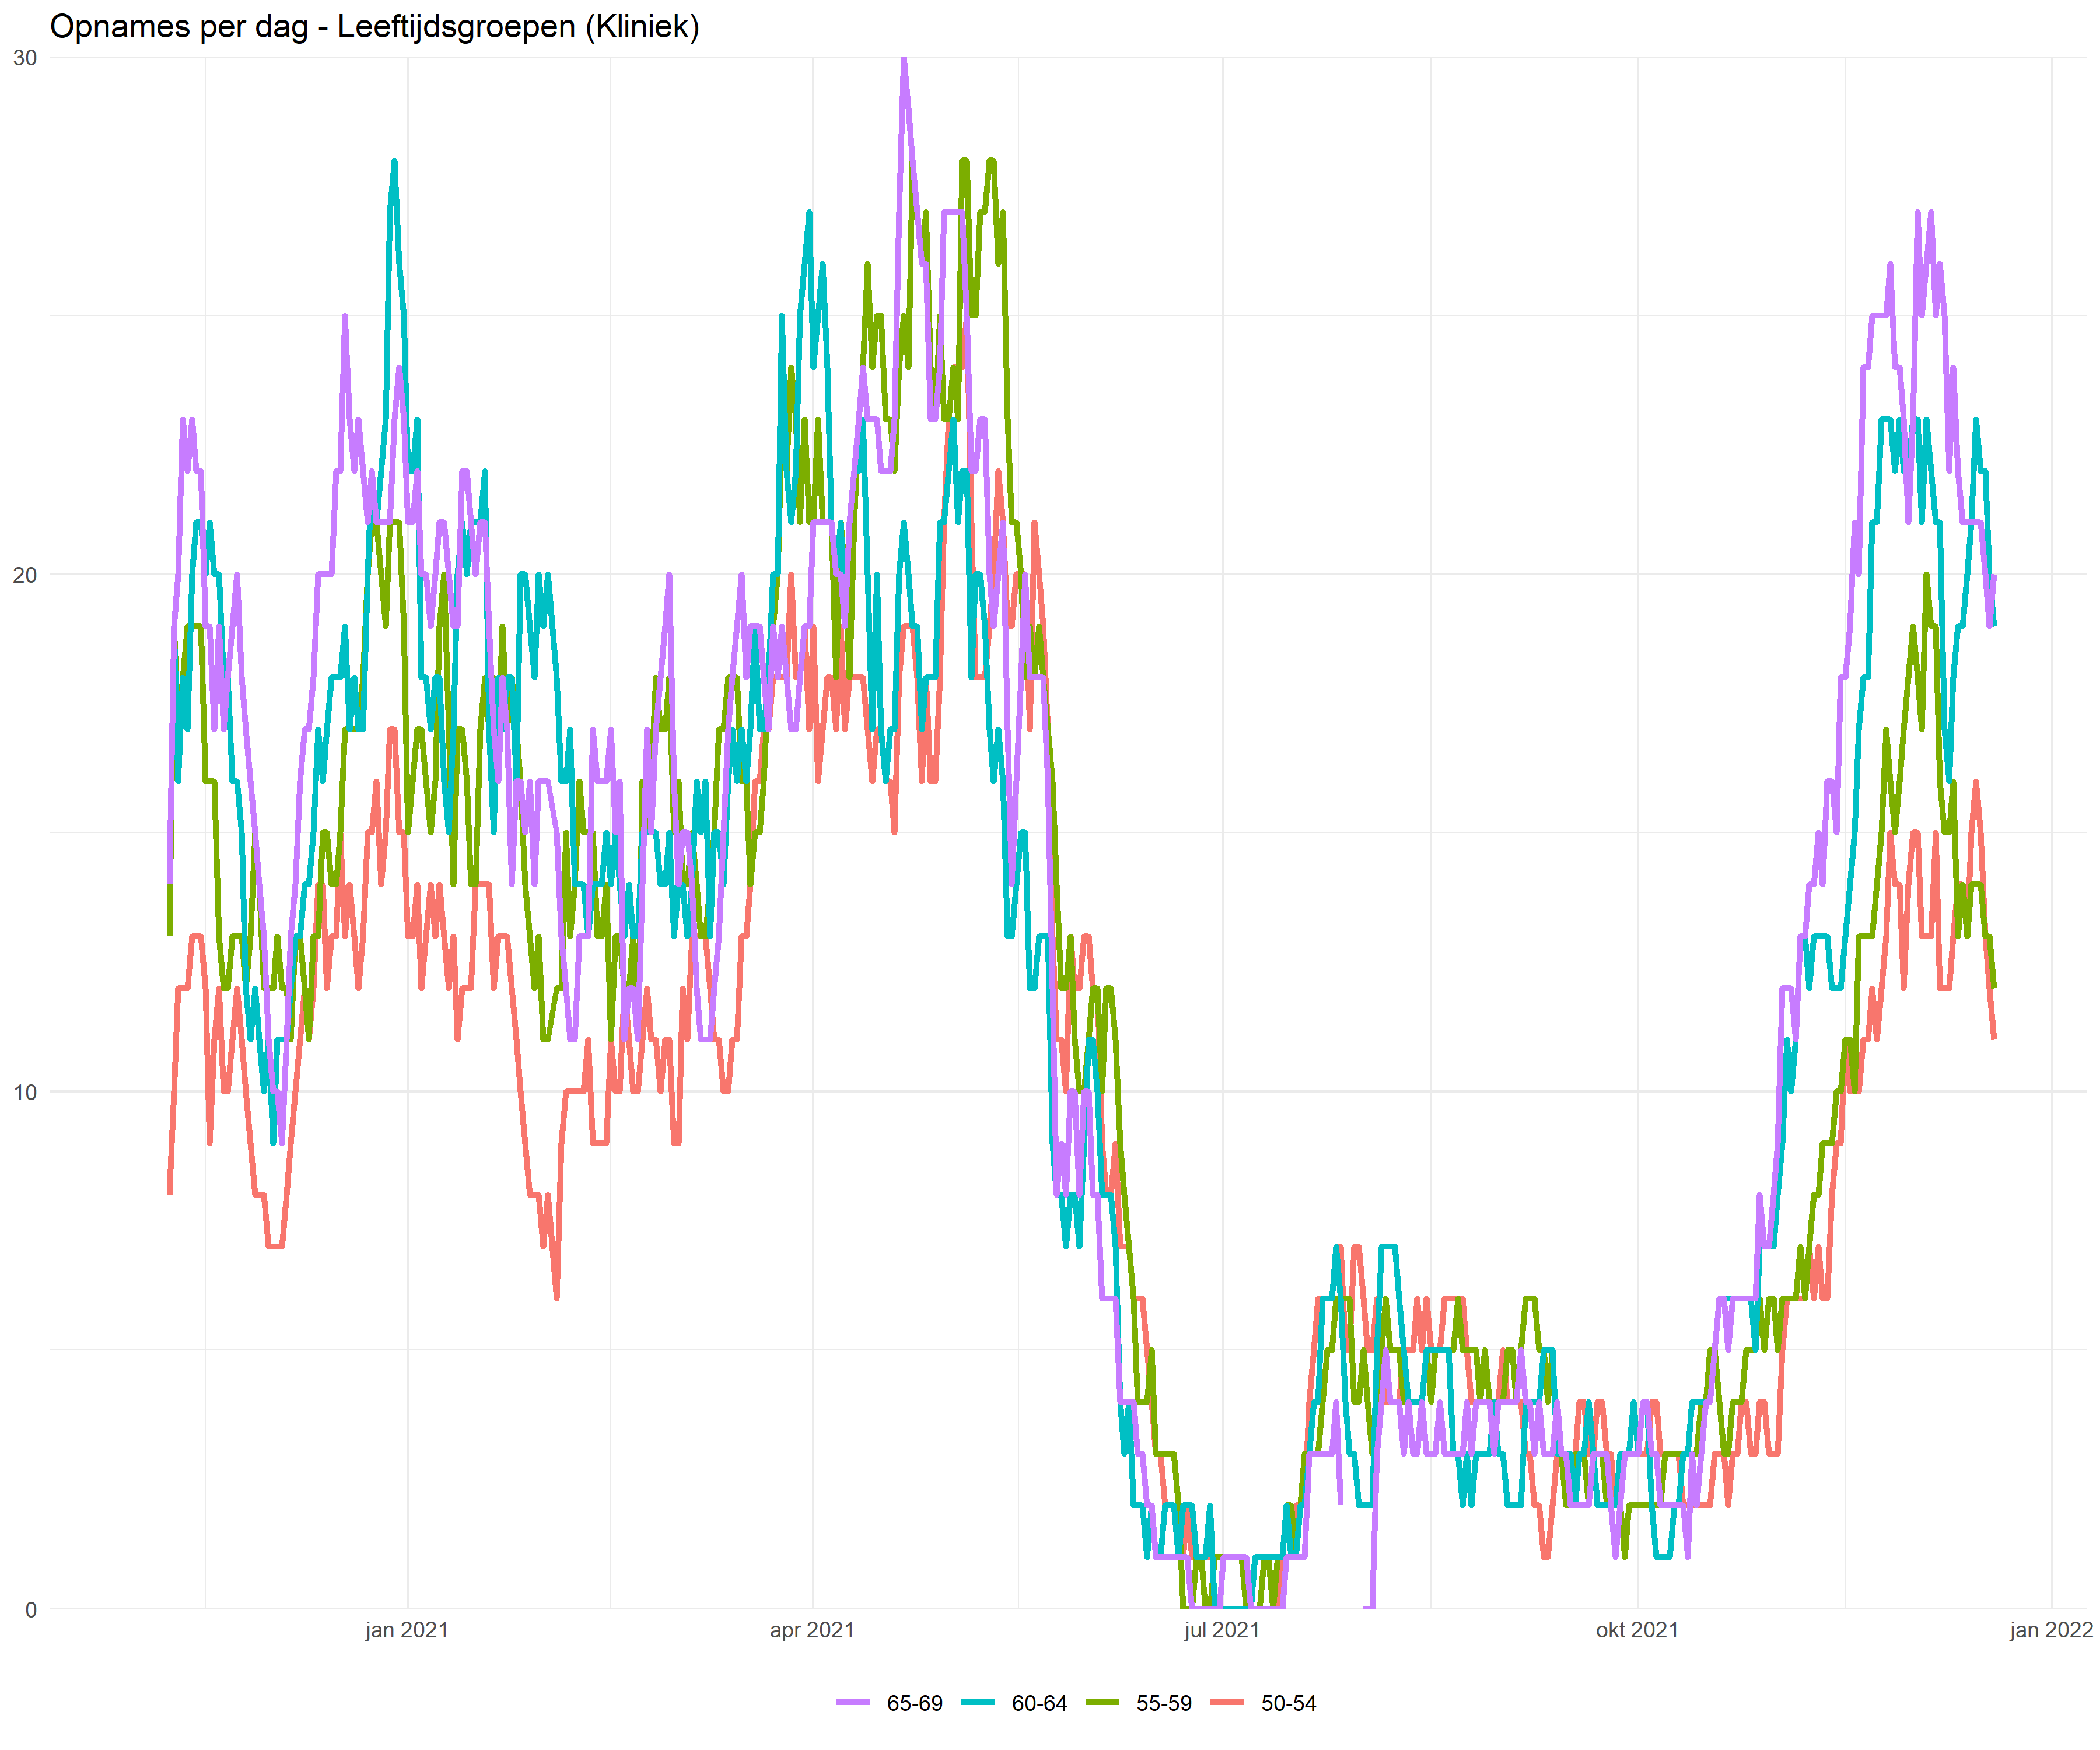 Opnames per dag - Leeftijdsgroepen (Kliniek)
30
20
10
0
jan 2021 apr 2021 jul 2021 okt 2021 jan 2022
65-69 60-64 55-59 50-54